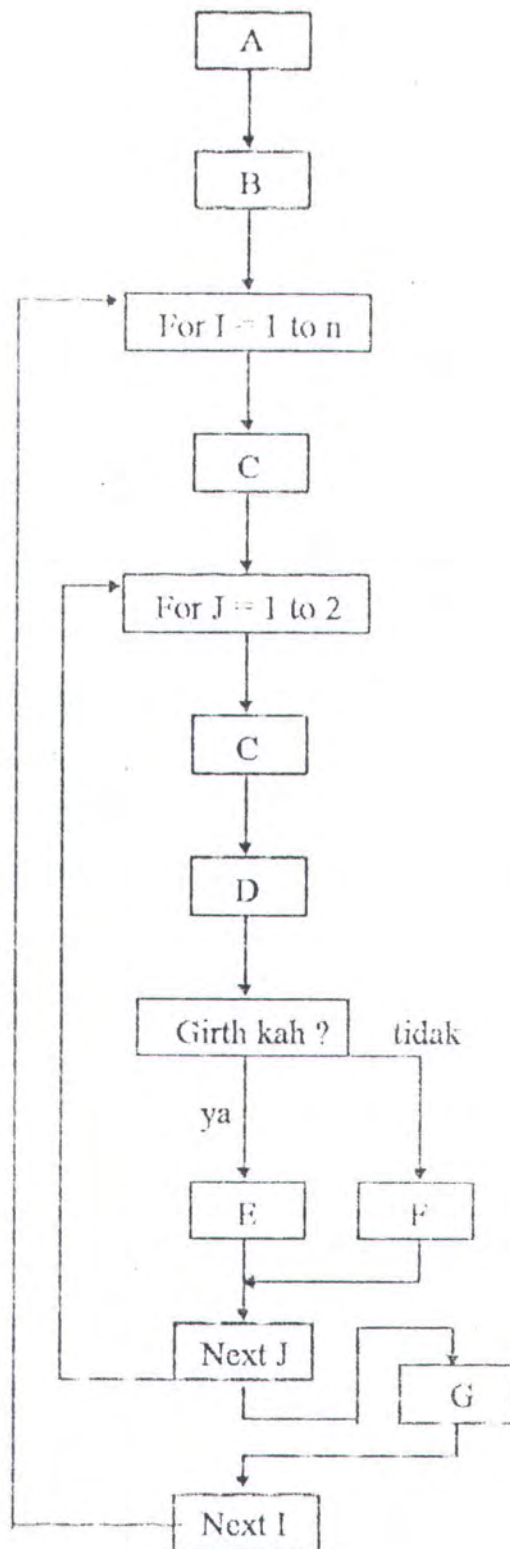 A
B
For I = 1 to n
C
For J = 1 to 2
C
D
Girth kah ?
tidak
ya
E
F
Next J
G
Next I